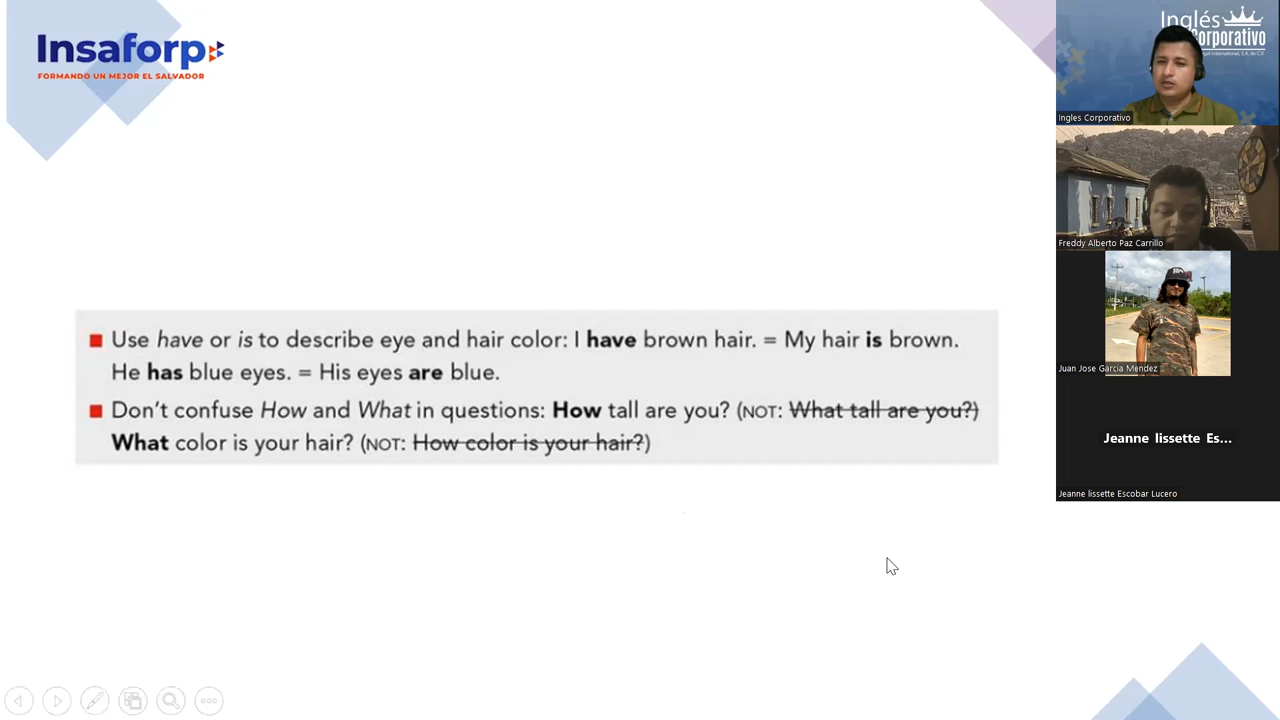 Insaforp
FORMANDO UN MEJOR EL SALVADOR
Use have or is to describe eye and hair color: I have brown hair. = My hair is brown.
He has blue eyes. = His eyes are blue.
Don't confuse How and What in questions: How tall are you? (NOT: What tall are you?)
What color is your hair? (NOT: How color is your hair?)
Inglés
Corporativo
Ingles Corporativo
Freddy Alberto Paz Carrillo
Juan Jose Garcia Mendez
Jeanne lissette Es...
Jeanne lissette Escobar Lucero